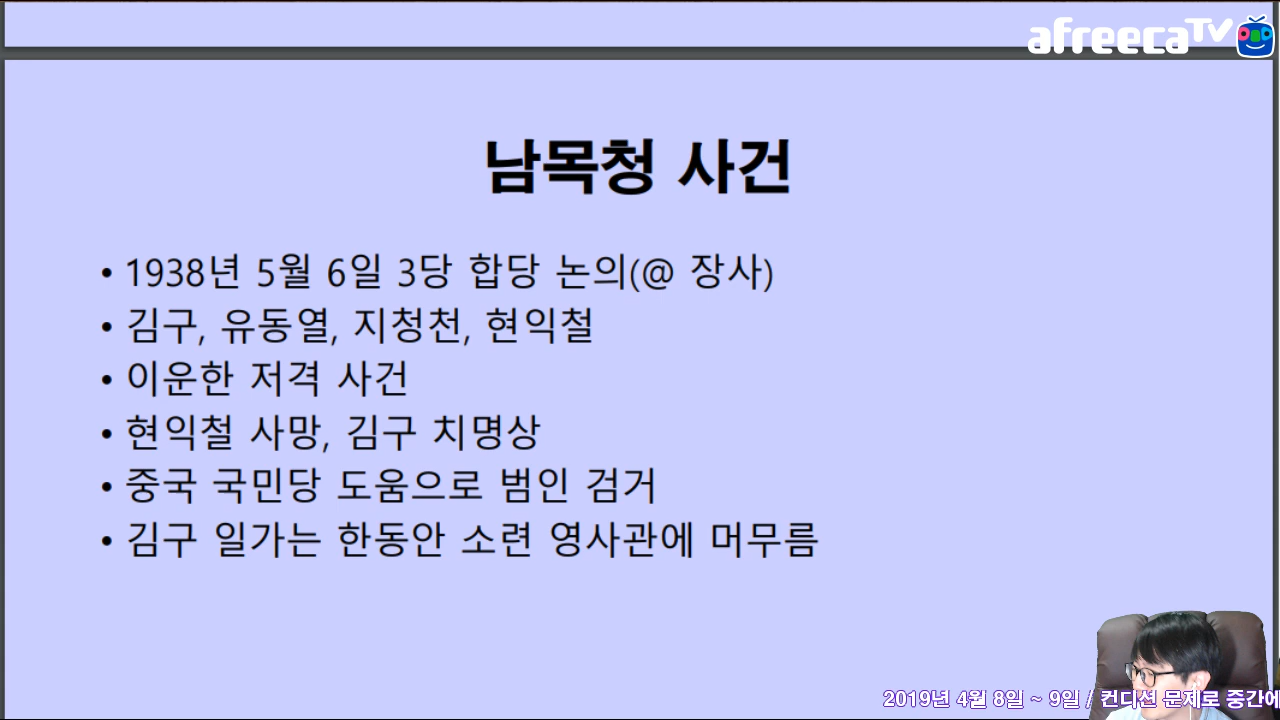 afreecaTV
남목청 사건
• 1938년 5월 6일 3당 합당 논의(@ 장사)
• 김구, 유동열, 지청천, 현익철
• 이운한 저격 사건
• 현익철 사망, 김구 치명상
• 중국 국민당 도움으로 범인 검거
• 김구 일가는 한동안 소련 영사관에 머무름
2019년 4월 8일 ~ 9일 / 컨디션 문제로 중간에